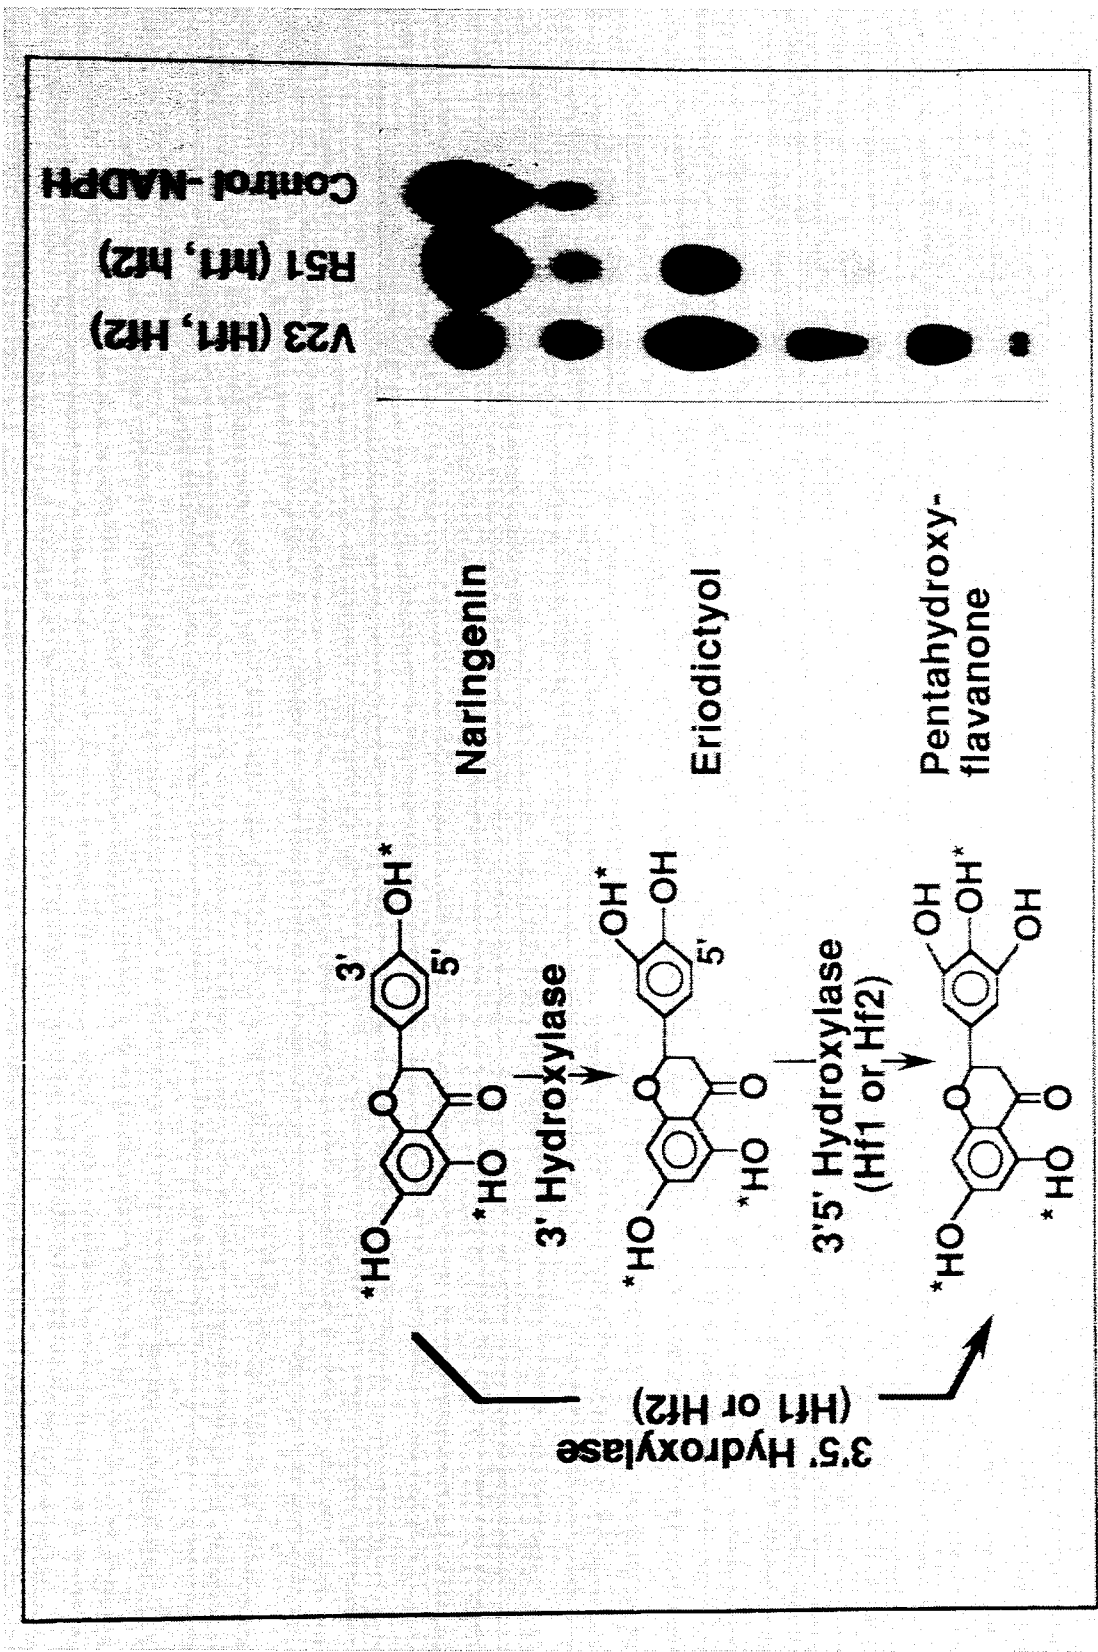 Control -NADPH
R51 (hf1, hf2)
V23 (Hf1, Hf2)
Naringenin
Eriodictyol
Pentahydroxy-
flavanone
3'
5'
OH*
*HO
O
O
*HO
3' Hydroxylase
OH*
OH
5'
*HO
O
O
*HO
3'5' Hydroxylase
(Hf1 or Hf2)
OH
OH*
OH
*HO
O
O
*HO
3'5' Hydroxylase
(Hf1 or Hf2)